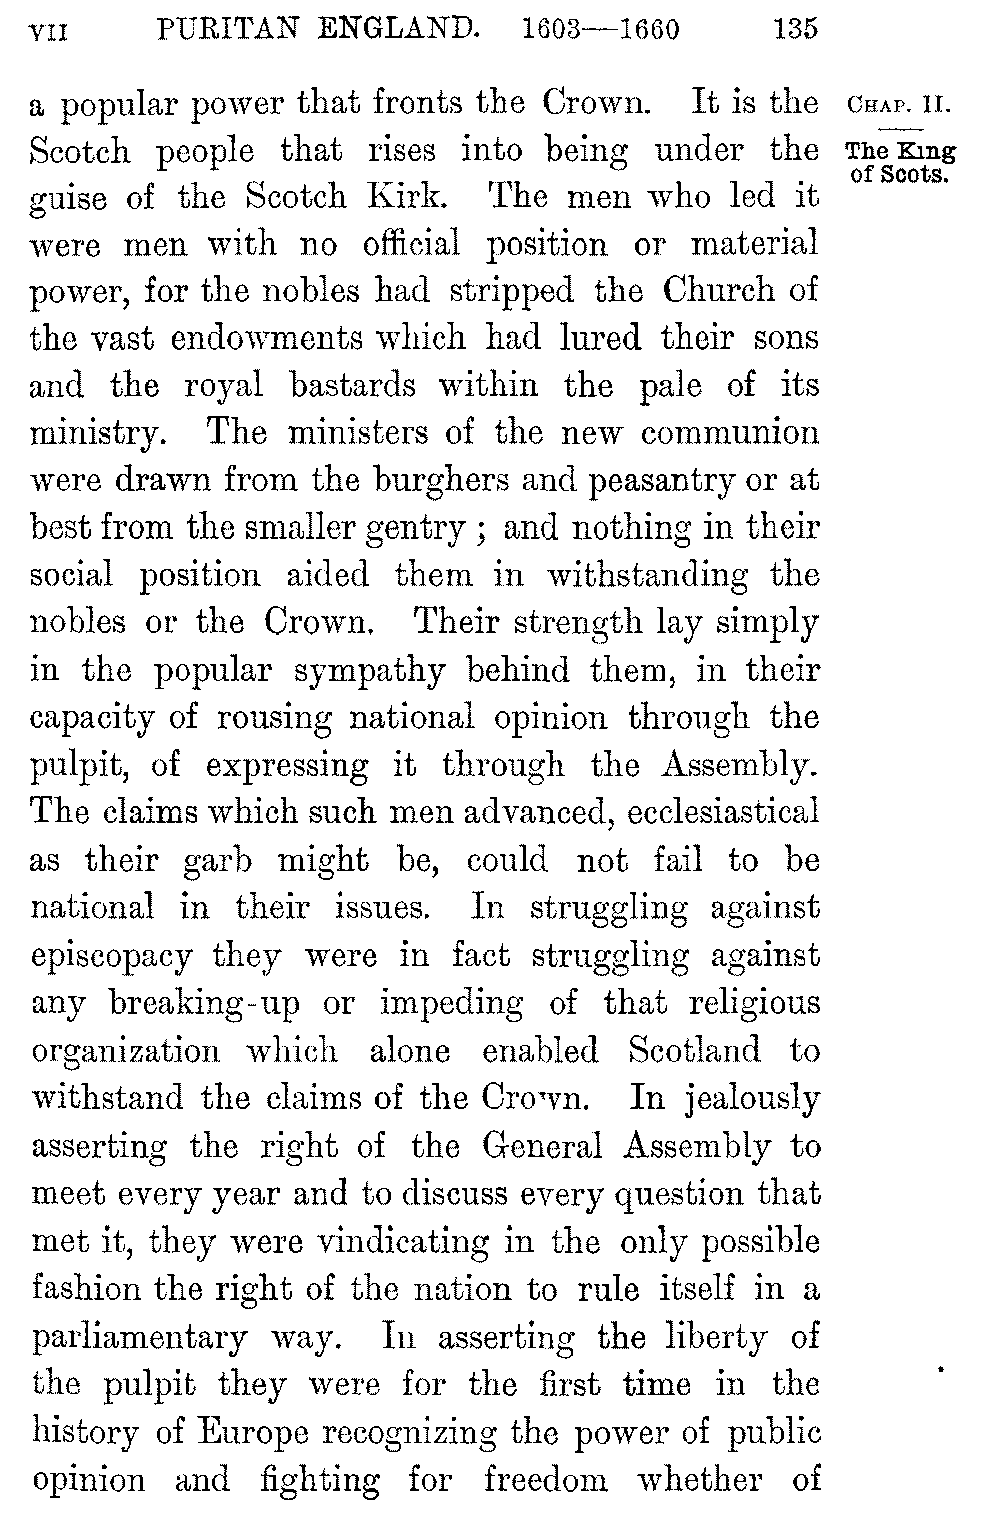 VII PURITAN ENGLAND. 1603—1660 135
a popular power that fronts the Crown. It is the
Scotch people that rises into being under the
guise of the Scotch Kirk. The men who led it
were men with no official position or material
power, for the nobles had stripped the Church of
the vast endowments which had lured their sons
and the royal bastards within the pale of its
ministry. The ministers of the new communion
were drawn from the burghers and peasantry or at
best from the smaller gentry ; and nothing in their
social position aided them in withstanding the
nobles or the Crown. Their strength lay simply
in the popular sympathy behind them, in their
capacity of rousing national opinion through the
pulpit, of expressing it through the Assembly.
The claims which such men advanced, ecclesiastical
as their garb might be, could not fail to be
national in their issues. In struggling against
episcopacy they were in fact struggling against
any breaking-up or impeding of that religious
organization which alone enabled Scotland to
withstand the claims of the Crown. In jealously
asserting the right of the General Assembly to
meet every year and to discuss every question that
met it, they were vindicating in the only possible
fashion the right of the nation to rule itself in a
parliamentary way. In asserting the liberty of
the pulpit they were for the first time in the
history of Europe recognizing the power of public
opinion and fighting for freedom whether of
CHAP. II.
The King
of Scots.